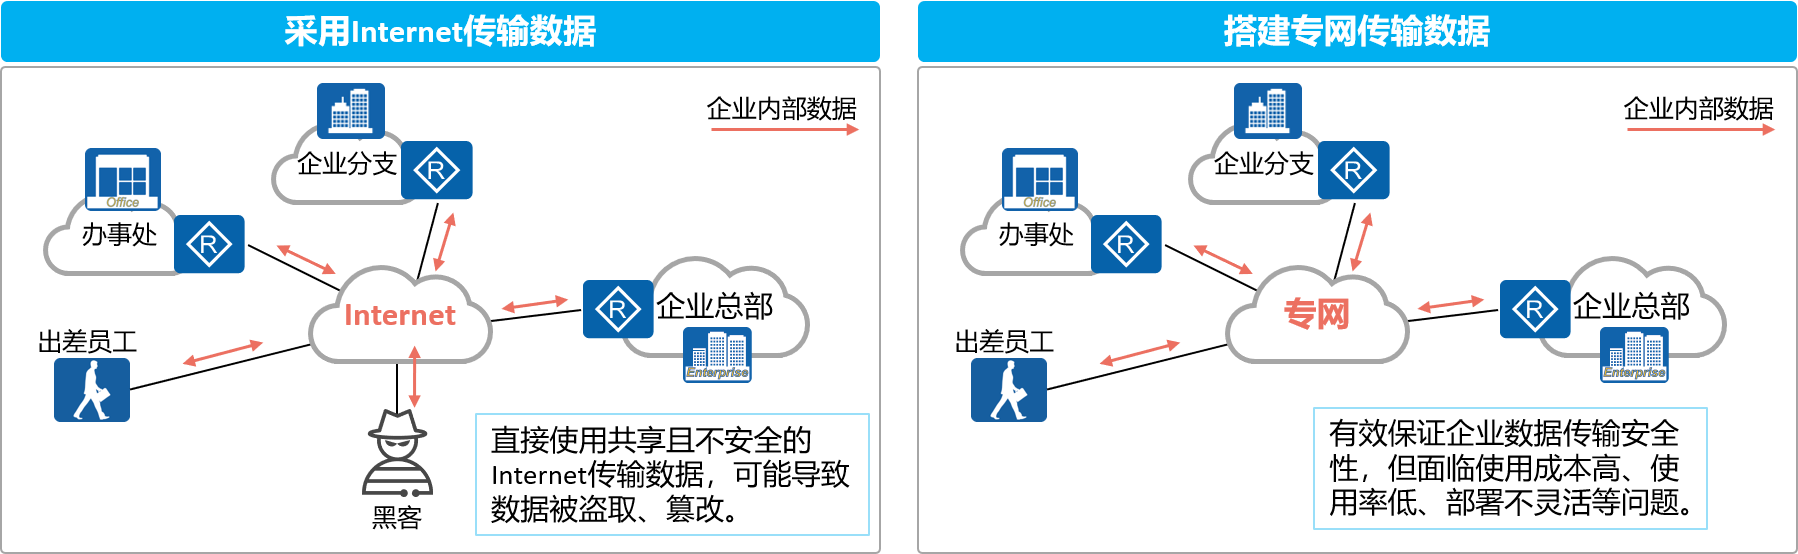 采用Internet传输数据
企业内部数据
企业分支
R
Office
办事处
R
Internet
R
企业总部
Enterprise
出差员工
黑客
直接使用共享且不安全的
Internet传输数据，可能导致
数据被盗取、篡改。
搭建专网传输数据
企业内部数据
企业分支
R
Office
办事处
R
专网
R
企业总部
Enterprise
出差员工
有效保证企业数据传输安全
性，但面临使用成本高、使
用率低、部署不灵活等问题。